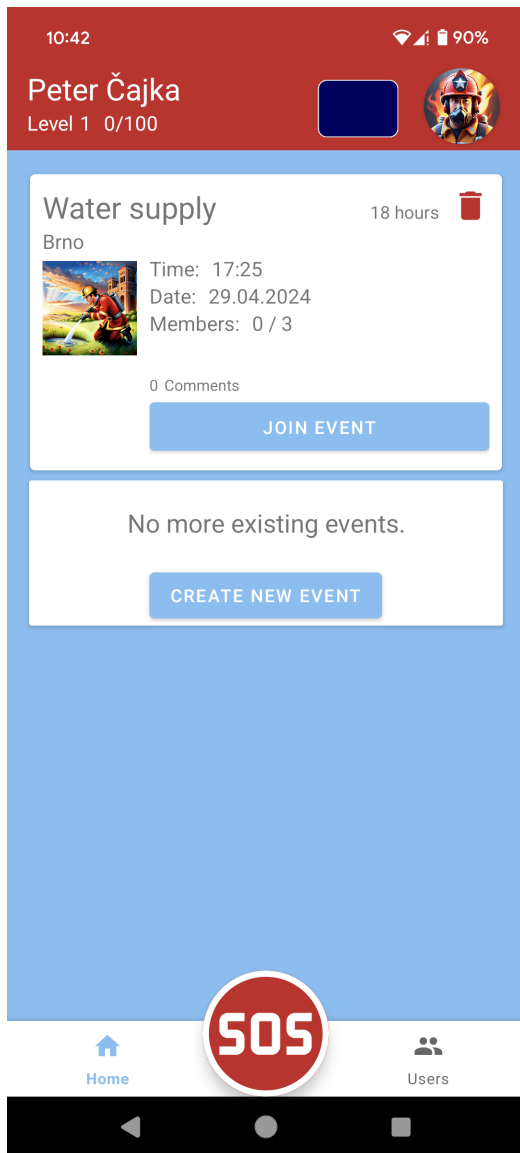 10:42 90%
Peter Čajka
Level 1 0/100
Water supply 18 hours
Brno
Time: 17:25
Date: 29.04.2024
Members: 0 / 3
0 Comments
JOIN EVENT
No more existing events.
CREATE NEW EVENT
SOS
Home Users